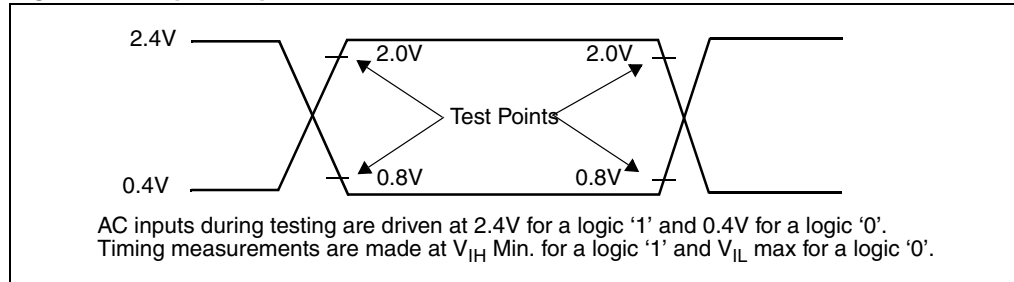 2.4V
2.0V
2.0V
Test Points
0.8V
0.8V
0.4V
AC inputs during testing are driven at 2.4V for a logic ‘1’ and 0.4V for a logic ‘0’.
Timing measurements are made at VIH Min. for a logic ‘1’ and VIL max for a logic ‘0’.